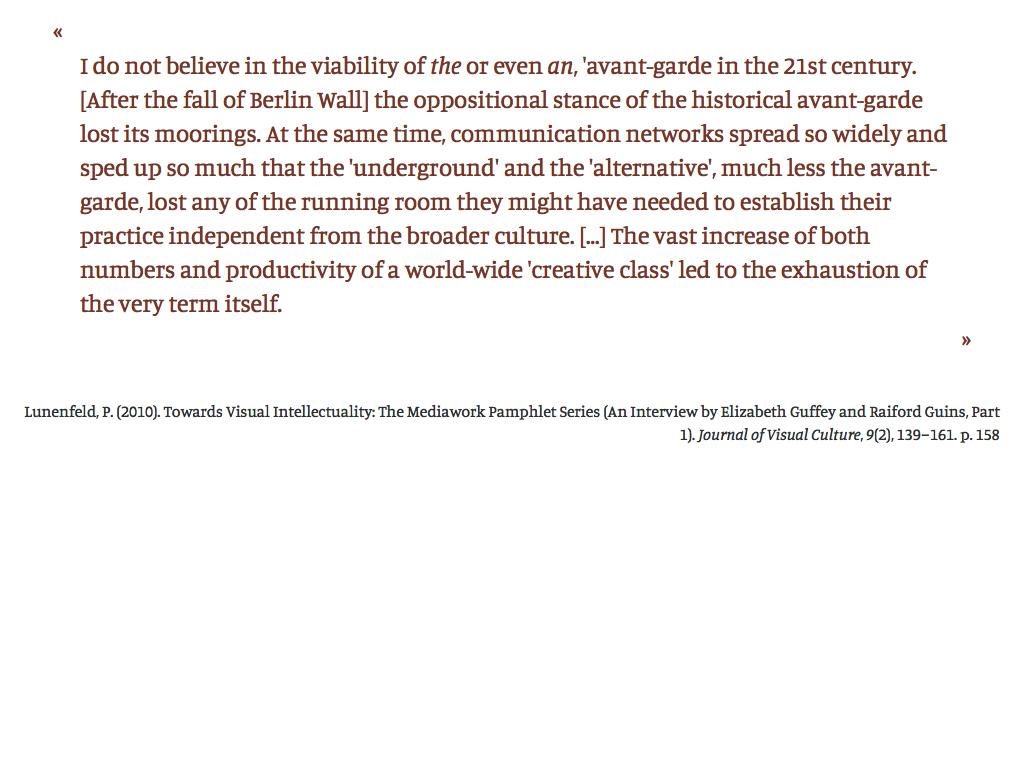 «
I do not believe in the viability of the or even an, 'avant-garde in the 21st century.
[After the fall of Berlin Wall] the oppositional stance of the historical avant-garde
lost its moorings. At the same time, communication networks spread so widely and
sped up so much that the 'underground' and the 'alternative', much less the avant-
garde, lost any of the running room they might have needed to establish their
practice independent from the broader culture. [...] The vast increase of both
numbers and productivity of a world-wide 'creative class' led to the exhaustion of
the very term itself.
»
Lunenfeld, P. (2010). Towards Visual Intellectuality: The Mediawork Pamphlet Series (An Interview by Elizabeth Guffey and Raiford Guins, Part
1). Journal of Visual Culture, 9(2), 139–161. p. 158